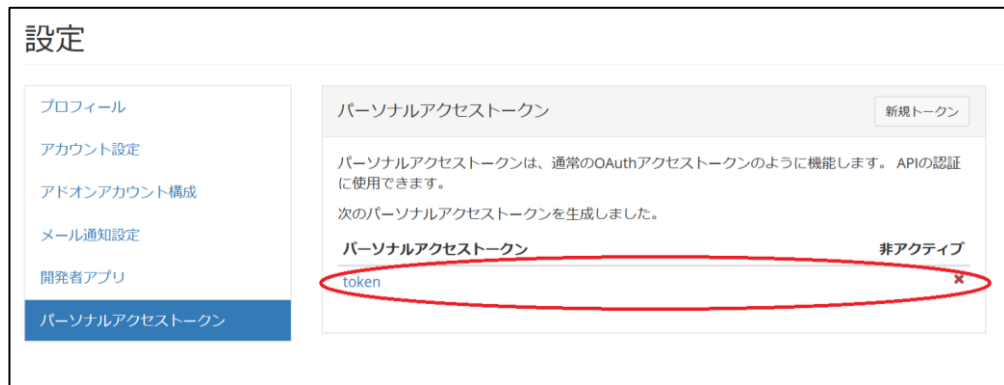 設定
プロフィール
アカウント設定
アドオンアカウント構成
メール通知設定
開発者アプリ
パーソナルアクセストークン
パーソナルアクセストークン
新規トークン
パーソナルアクセストークンは、通常のOAuthアクセストークンのように機能します。 APIの認証
に使用できます。
次のパーソナルアクセストークンを生成しました。
パーソナルアクセストークン 非アクティブ
token ×